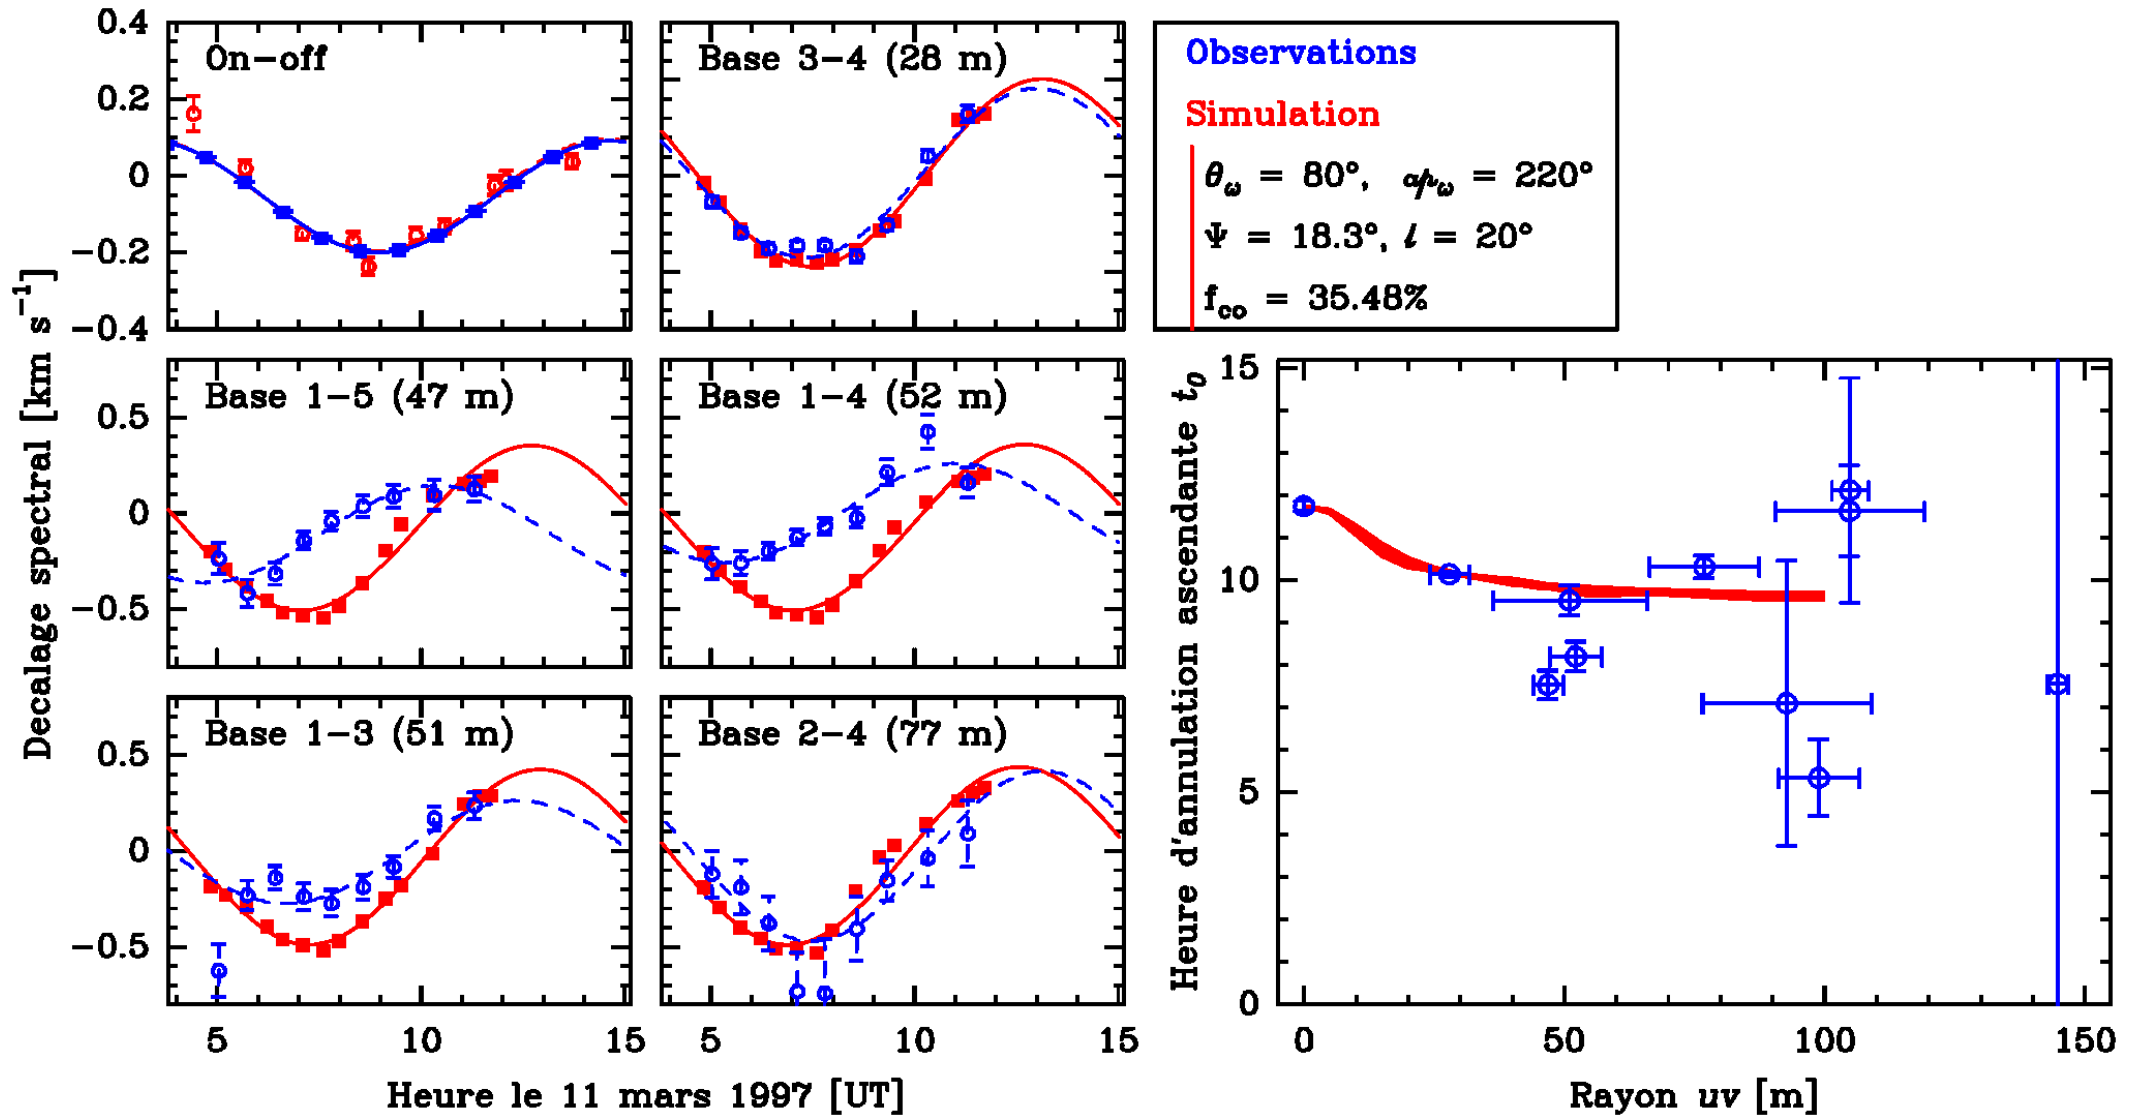 On-off
Base 3-4 (28 m)
Observations
Simulation
θω = 80°, apω = 220°
Ψ = 18.3°, l = 20°
fco = 35.48%
0.4
0.2
0
-0.2
-0.4
Base 1-5 (47 m)
Base 1-4 (52 m)
0.5
0
-0.5
Base 1-3 (51 m)
Base 2-4 (77 m)
0.5
0
-0.5
5
10
15
5
10
15
Decalage spectral [km s⁻¹]
Heure le 11 mars 1997 [UT]
15
10
5
0
0
50
100
150
Heure d'annulation ascendante t0
Rayon uv [m]